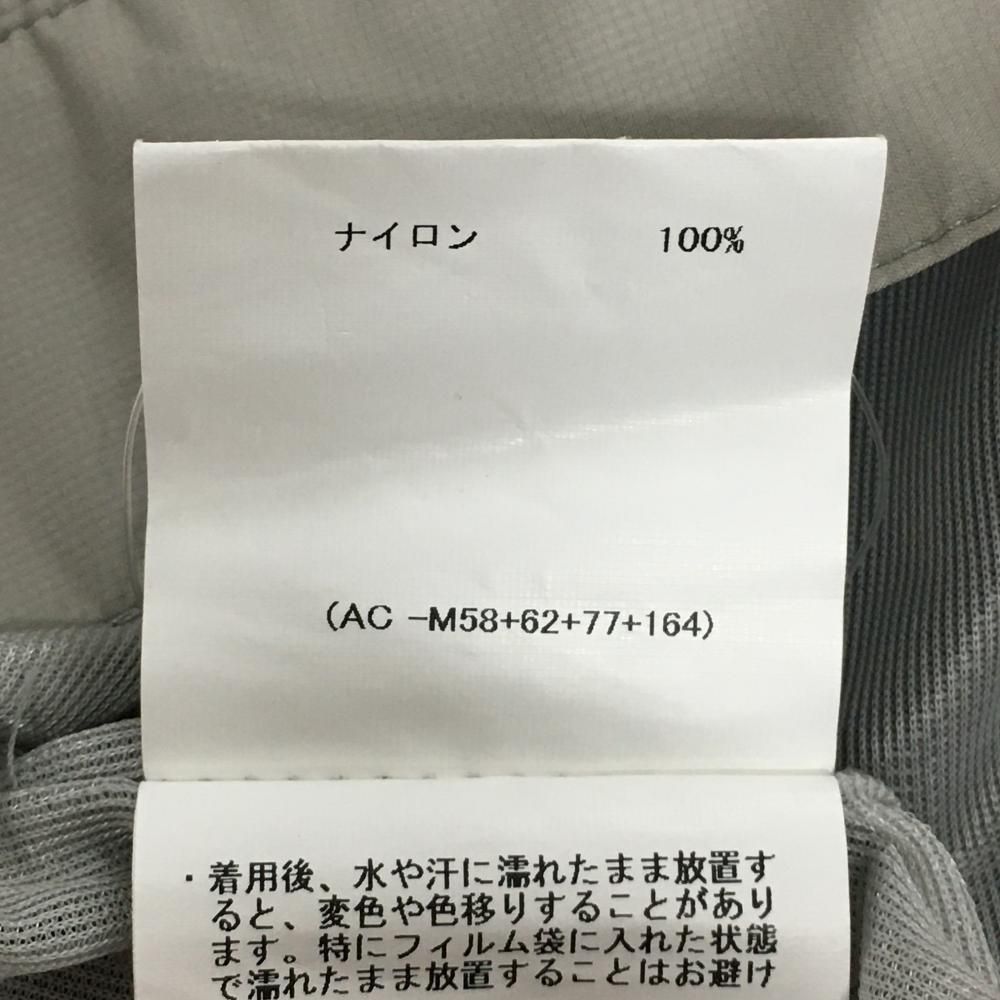 ナイロン 100%
(AC -M58+62+77+164)
・着用後、水や汗に濡れたまま放置す
ると、変色や色移りすることがあり
ます。特にフィルム袋に入れた状態
で濡れたまま放置することはお避け